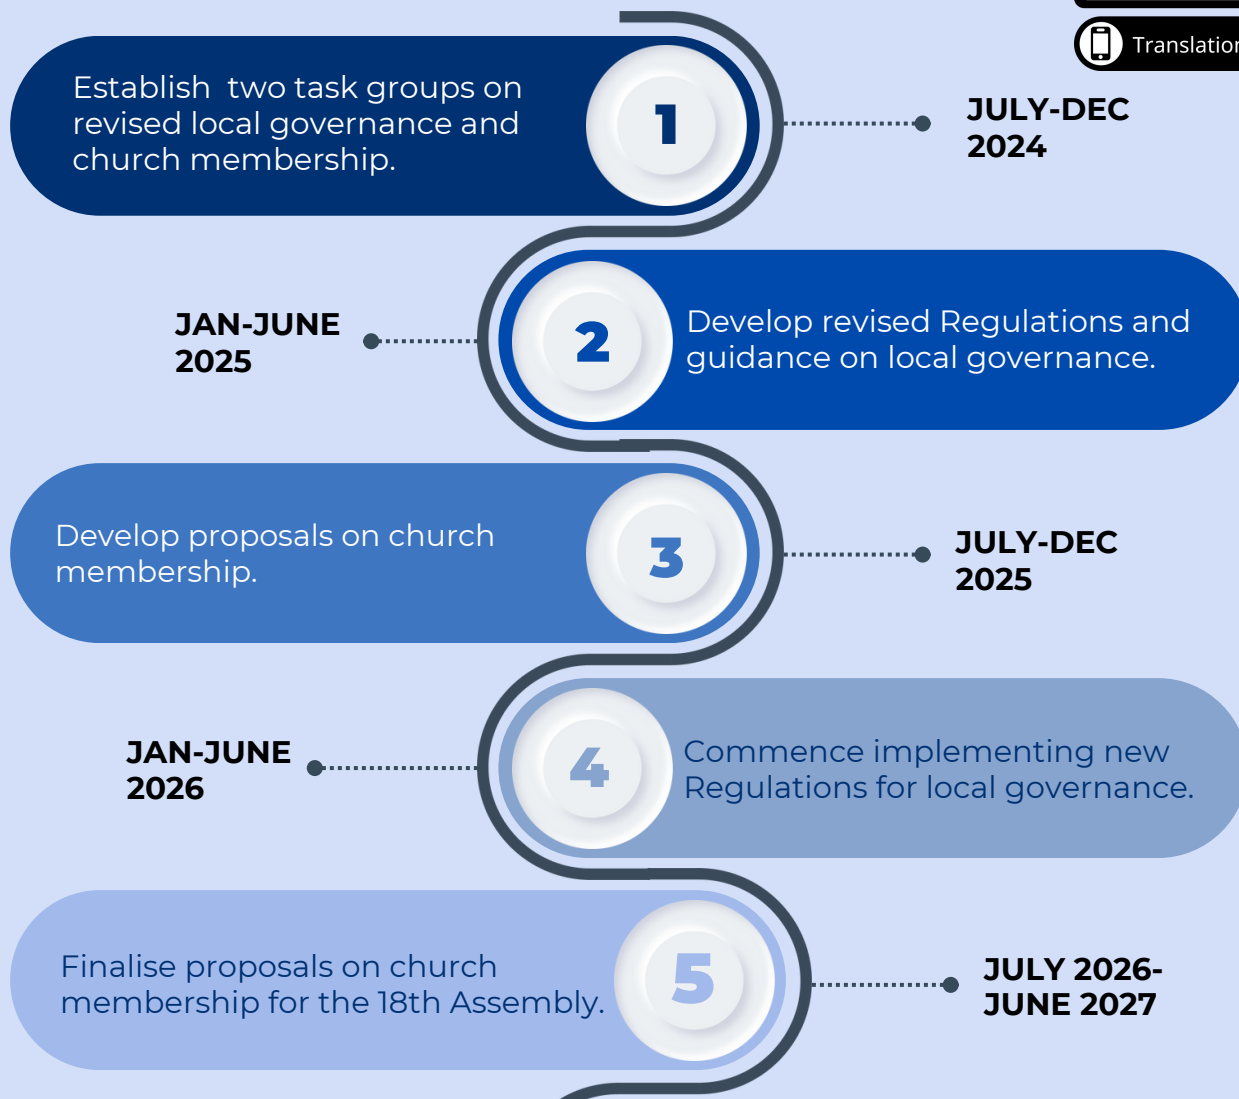 Translation
Establish two task groups on
revised local governance and
church membership.
1
JULY-DEC
2024
JAN-JUNE
2025
2
Develop revised Regulations and
guidance on local governance.
Develop proposals on church
membership.
3
JULY-DEC
2025
JAN-JUNE
2026
4
Commence implementing new
Regulations for local governance.
Finalise proposals on church
membership for the 18th Assembly.
5
JULY 2026-
JUNE 2027